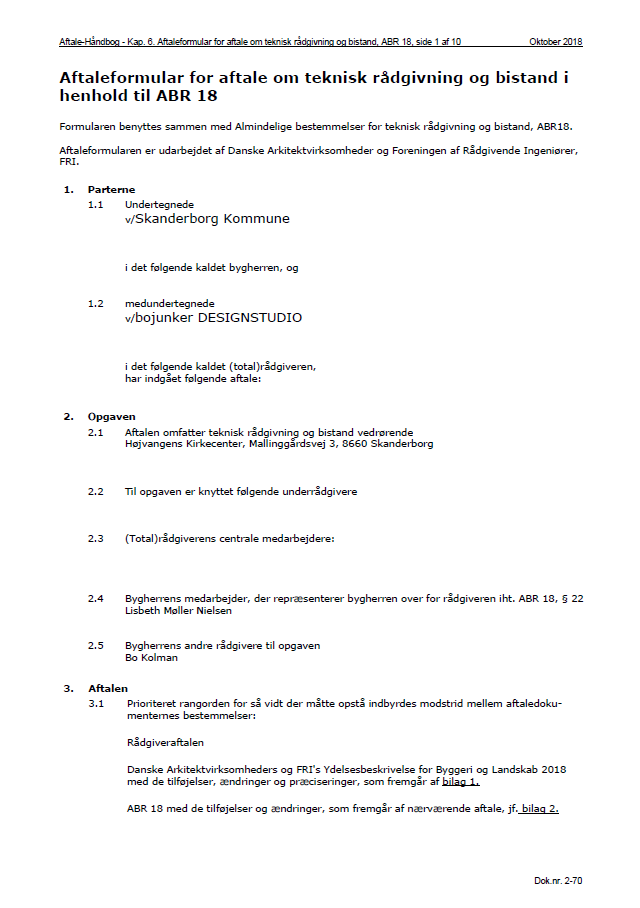 Aftale-Håndbog - Kap. 6. Aftaleformular for aftale om teknisk rådgivning og bistand, ABR 18, side 1 af 10 Oktober 2018
Aftaleformular for aftale om teknisk rådgivning og bistand i
henhold til ABR 18
Formularen benyttes sammen med Almindelige bestemmelser for teknisk rådgivning og bistand, ABR18.
Aftaleformularen er udarbejdet af Danske Arkitektvirksomheder og Foreningen af Rådgivende Ingeniører,
FRI.
1. Parterne
1.1 Undertegnede
v/Skanderborg Kommune
i det følgende kaldet bygherren, og
1.2 medundertegnede
v/bojunker DESIGNSTUDIO
i det følgende kaldet (total)rådgiveren,
har indgået følgende aftale:
2. Opgaven
2.1 Aftalen omfatter teknisk rådgivning og bistand vedrørende
Højvangens Kirkecenter, Mallinggårdsvej 3, 8660 Skanderborg
2.2 Til opgaven er knyttet følgende underrådgivere
2.3 (Total)rådgiverens centrale medarbejdere:
2.4 Bygherrens medarbejder, der repræsenterer bygherren over for rådgiveren iht. ABR 18, § 22
Lisbeth Møller Nielsen
2.5 Bygherrens andre rådgivere til opgaven
Bo Kolman
3. Aftalen
3.1 Prioriteret rangorden for så vidt der måtte opstå indbyrdes modstrid mellem aftaledoku-
menternes bestemmelser:
Rådgiveraftalen
Danske Arkitektvirksomheders og FRI's Ydelsesbeskrivelse for Byggeri og Landskab 2018
med de tilføjelser, ændringer og præciseringer, som fremgår af bilag 1.
ABR 18 med de tilføjelser og ændringer, som fremgår af nærværende aftale, jf. bilag 2.
Dok.nr. 2-70